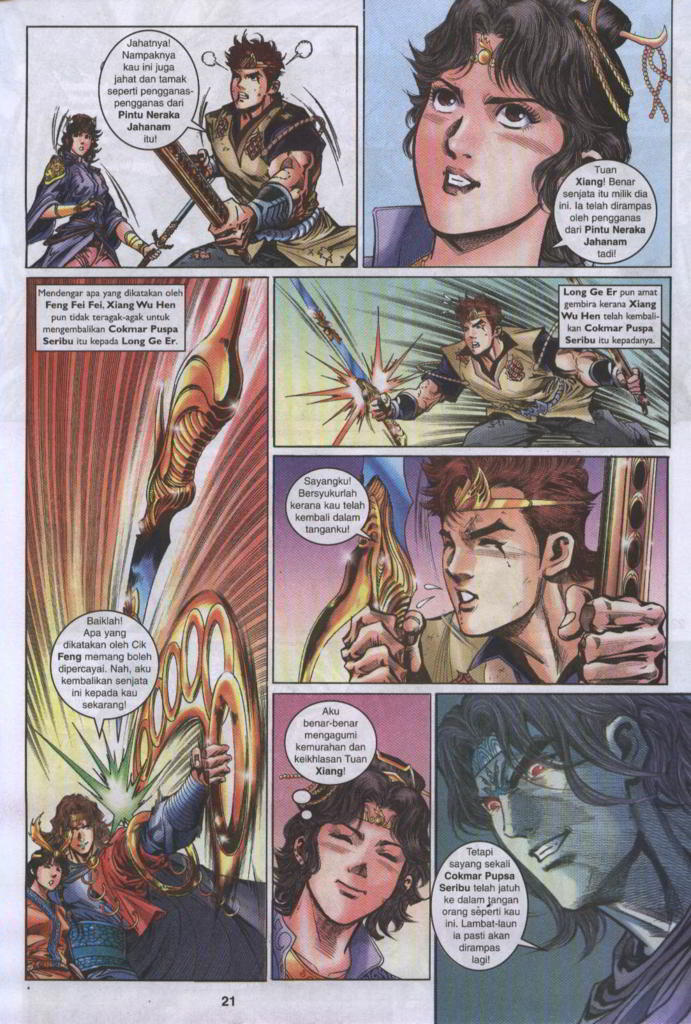 Jahatnya!
Nampaknya
kau ini juga
jahat dan tamak
seperti pengganas-
pengganas dari
Pintu Neraka
Jahanam
itu!
Tuan
Xiang! Benar
senjata itu milik dia
ini. Ia telah dirampas
oleh pengganas
dari Pintu Neraka
Jahanam
tadi!
Mendengar apa yang dikatakan oleh
Feng Fei Fei, Xiang Wu Hen
pun tidak teragak-agak untuk
mengembalikan Cokmar Puspa
Seribu itu kepada Long Ge Er.
Baiklah!
Apa yang
dikatakan oleh Cik
Feng memang boleh
dipercayai. Nah, aku
kembalikan senjata
ini kepada kau
sekarang!
Long Ge Er pun amat
gembira kerana Xiang
Wu Hen telah kembali-
kan Cokmar Puspa
Seribu itu kepadanya.
Sayangku!
Bersyukurlah
kerana kau telah
kembali dalam
tanganku!
Aku
benar-benar
mengagumi
kemurahan dan
keikhlasan Tuan
Xiang!
Tetapi
sayang sekali
Cokmar Pupsa
Seribu telah jatuh
ke dalam tangan
orang seperti kau
ini. Lambat-laun
ia pasti akan
dirampas
lagi!
21